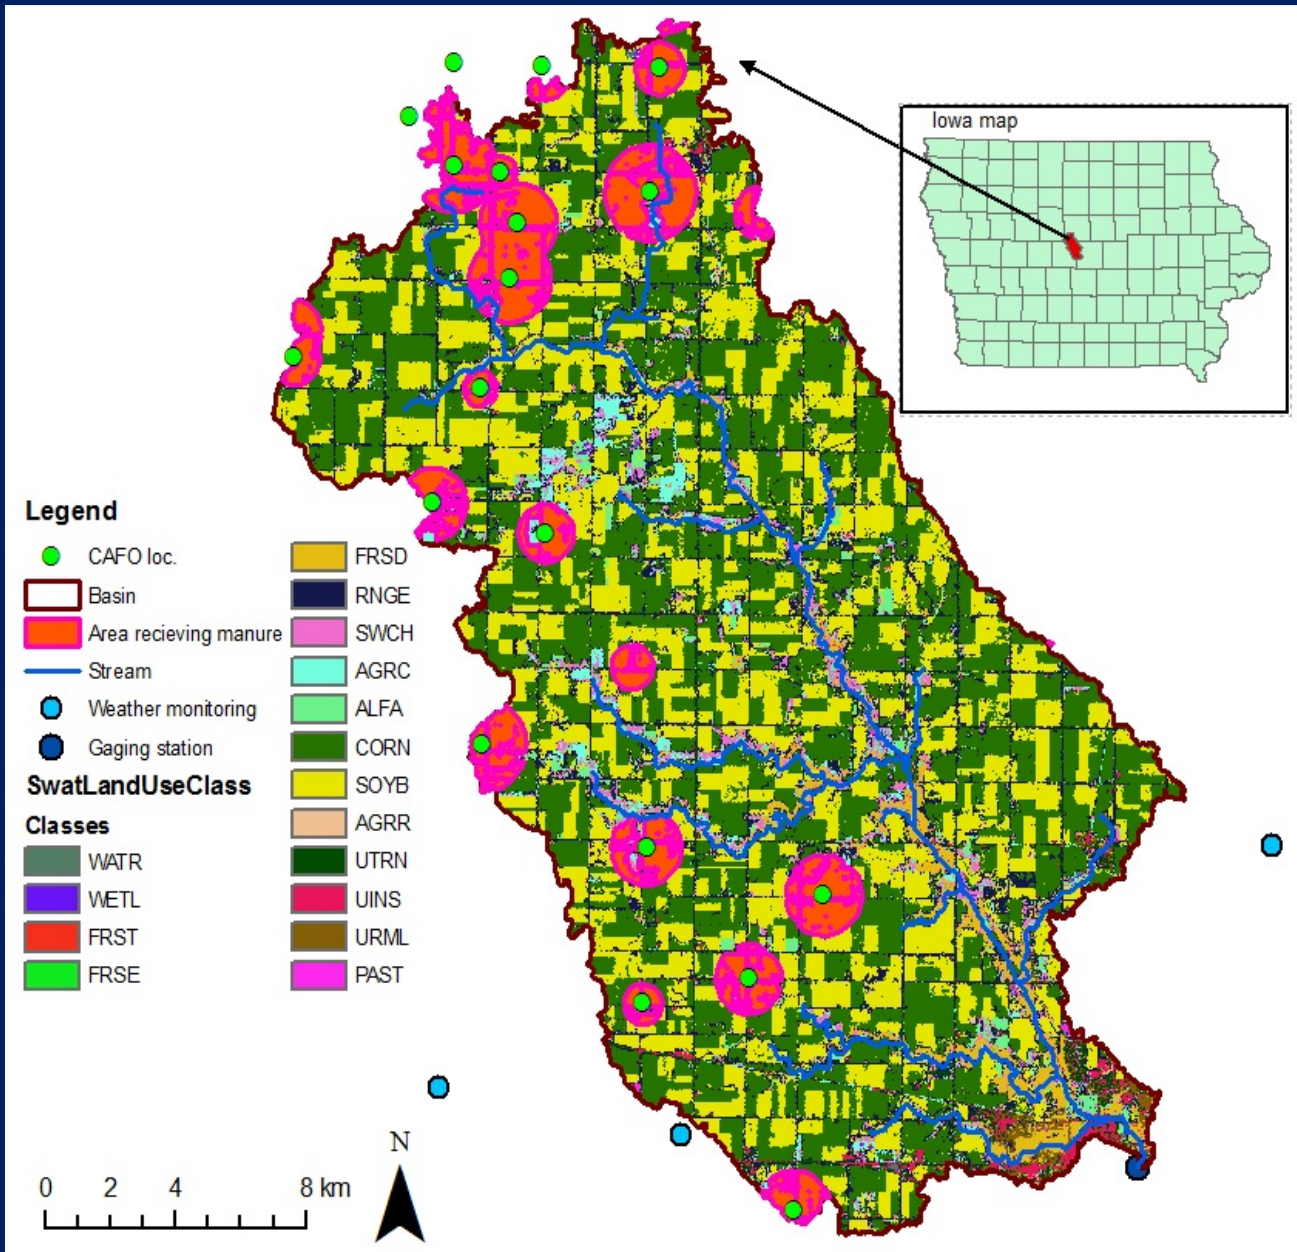 Iowa map
Legend
CAFO loc.
Basin
Area recieving manure
Stream
Weather monitoring
Gaging station
SwatLandUseClass
Classes
WATR
WETL
FRST
FRSE
FRSD
RNGE
SWCH
AGRC
ALFA
CORN
SOYB
AGRR
UTRN
UINS
URML
PAST
N
0 2 4 8 km